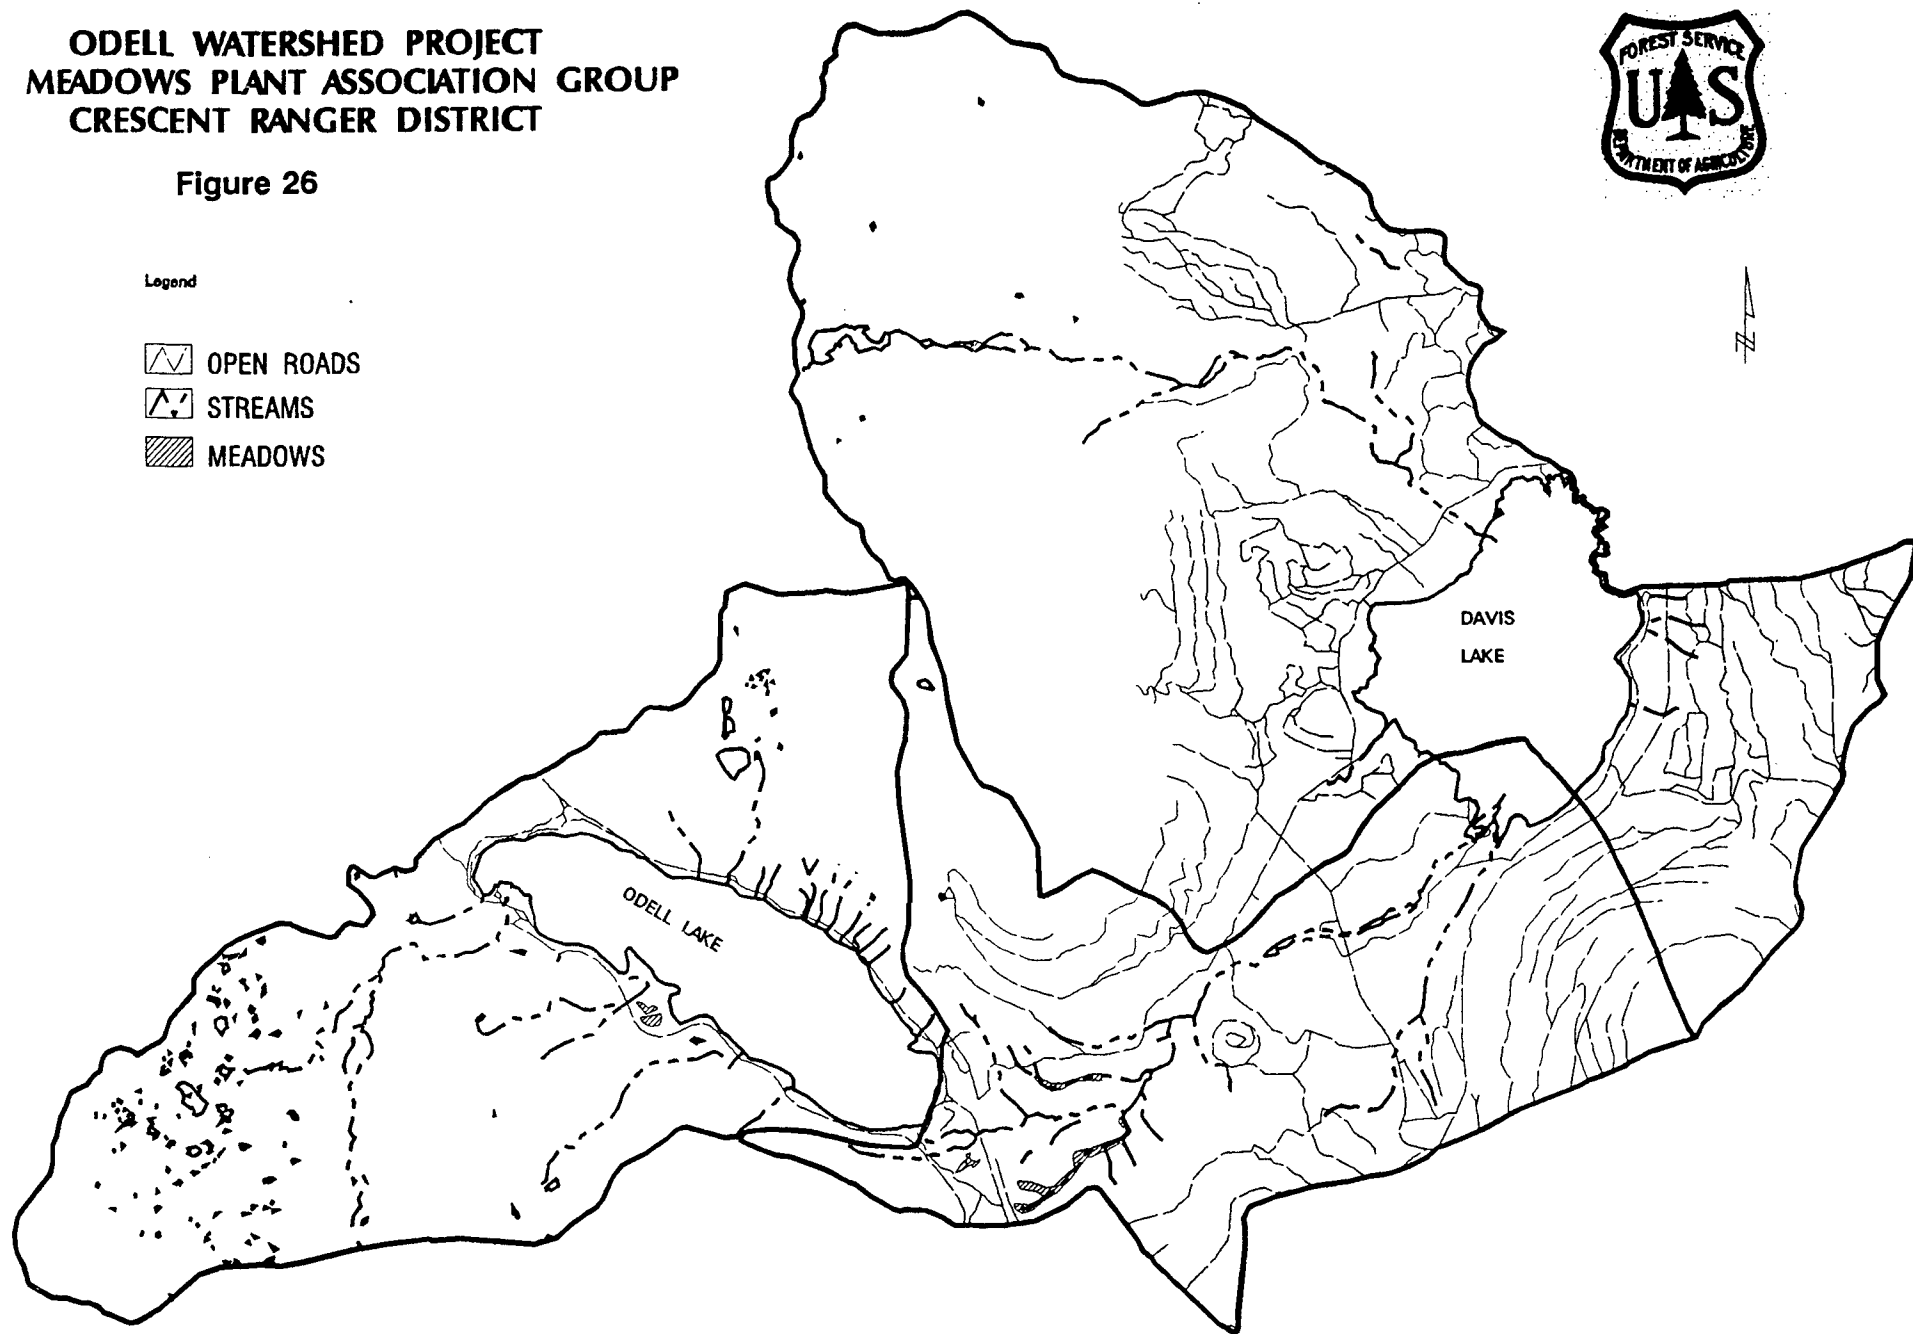 ODELL WATERSHED PROJECT
MEADOWS PLANT ASSOCIATION GROUP
CRESCENT RANGER DISTRICT
Figure 26
Legend
OPEN ROADS
STREAMS
MEADOWS
FOREST SERVICE
U S
DEPARTMENT OF AGRICULTURE
N
DAVIS
LAKE
ODELL LAKE